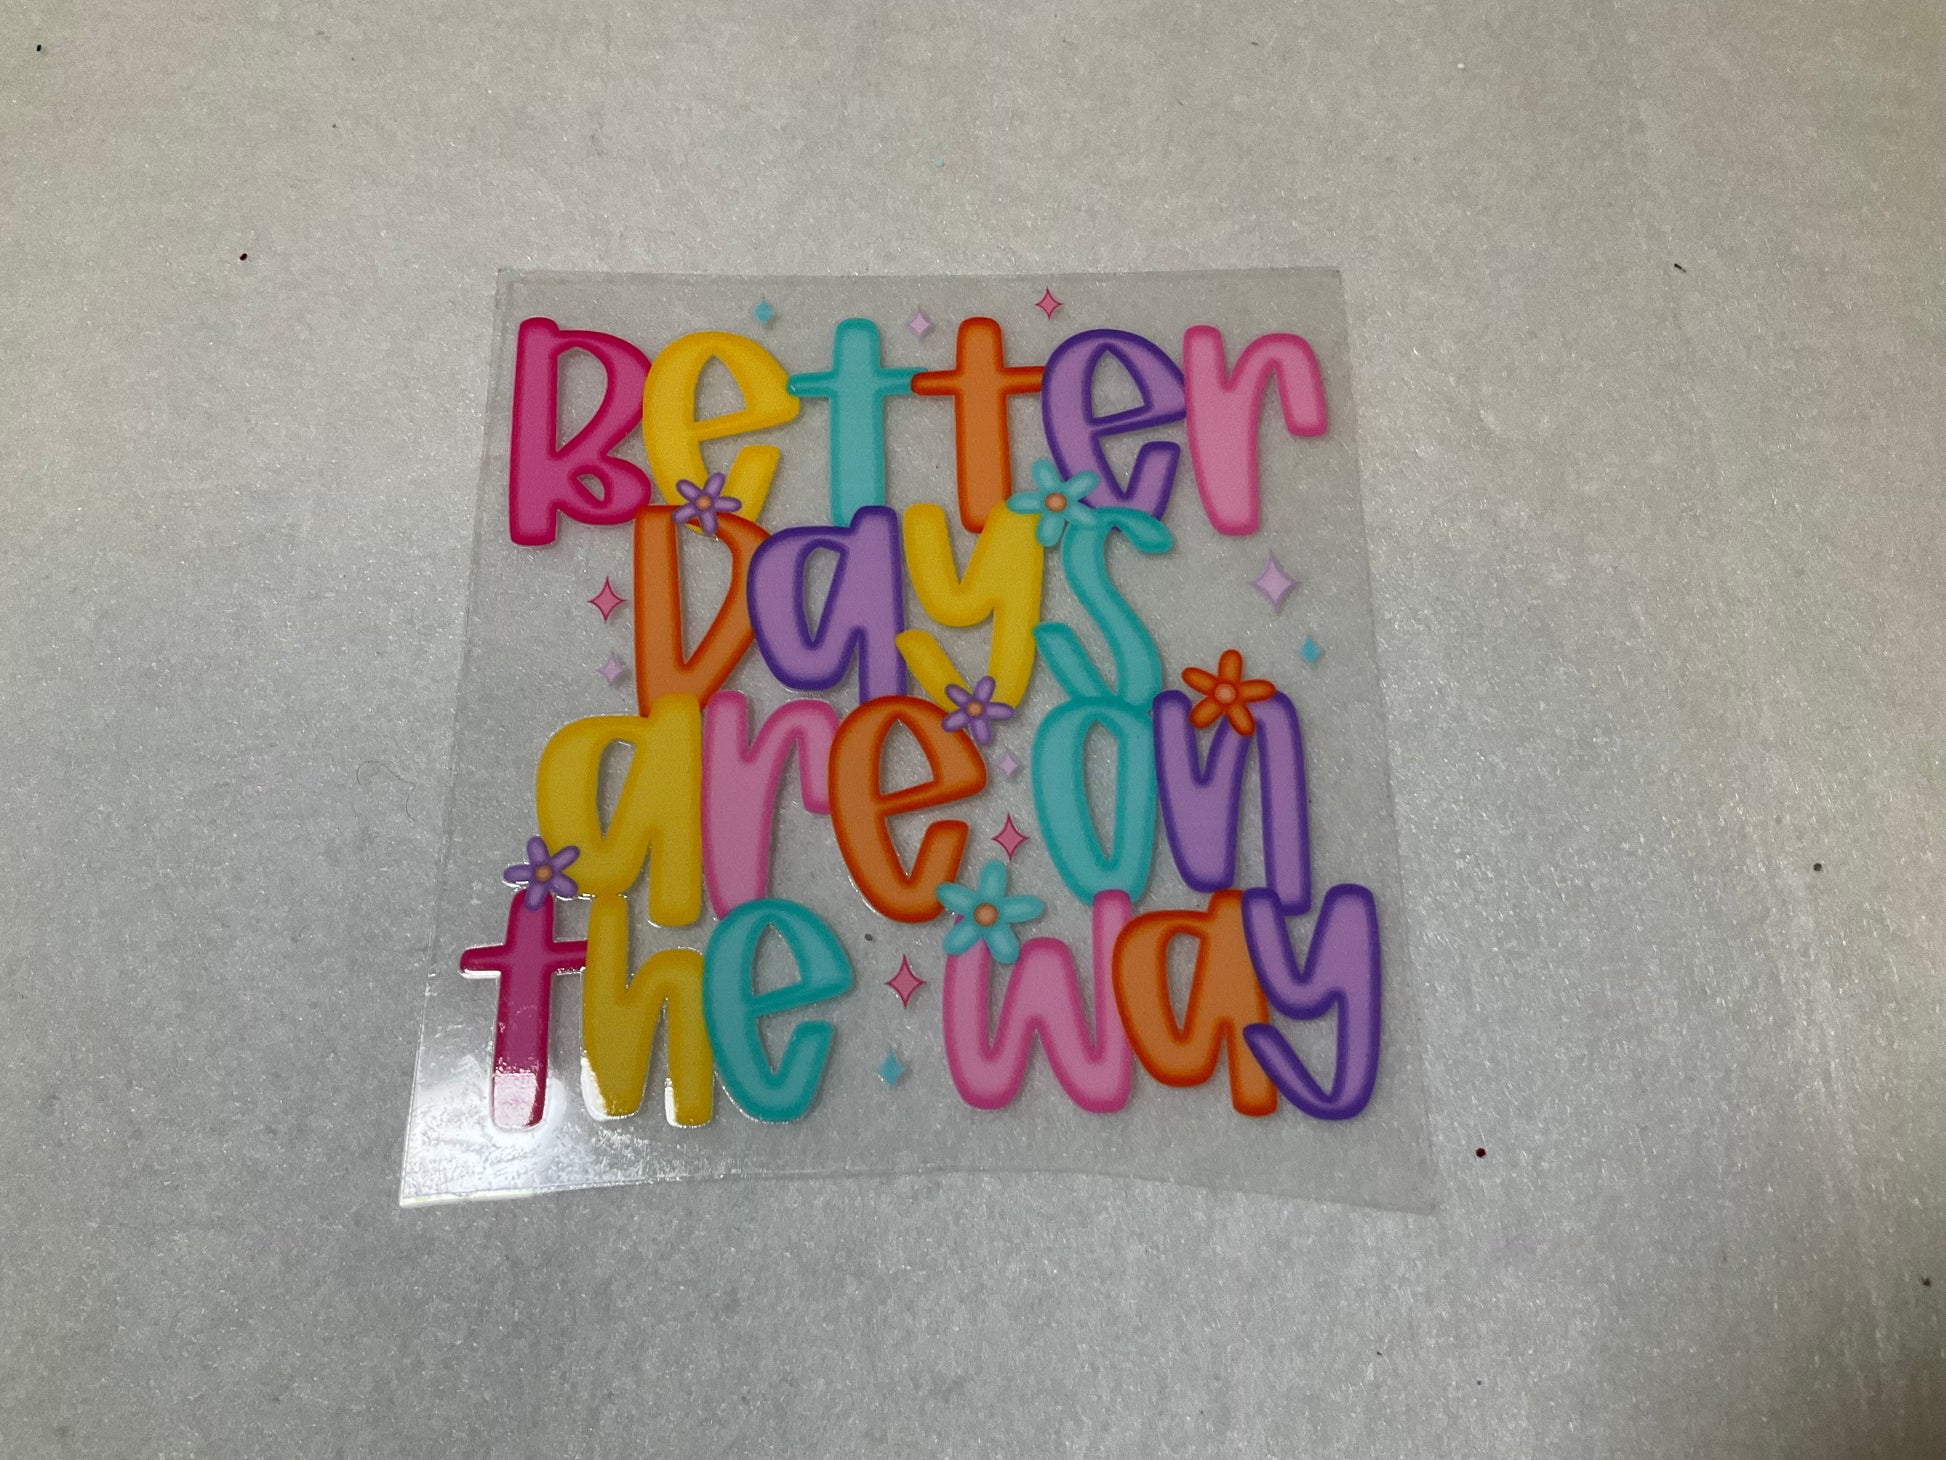 Better
Days
are on
the way